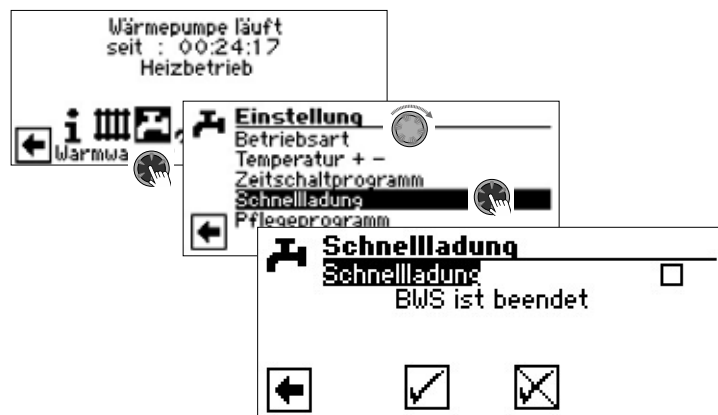 Wärmepumpe läuft
seit : 00:24:17
Heizbetrieb
Warmwa
Einstellung
Betriebsart
Temperatur + −
Zeitschaltprogramm
Schnellladung
Pflegeprogramm
Schnellladung
Schnellladung
BWS ist beendet